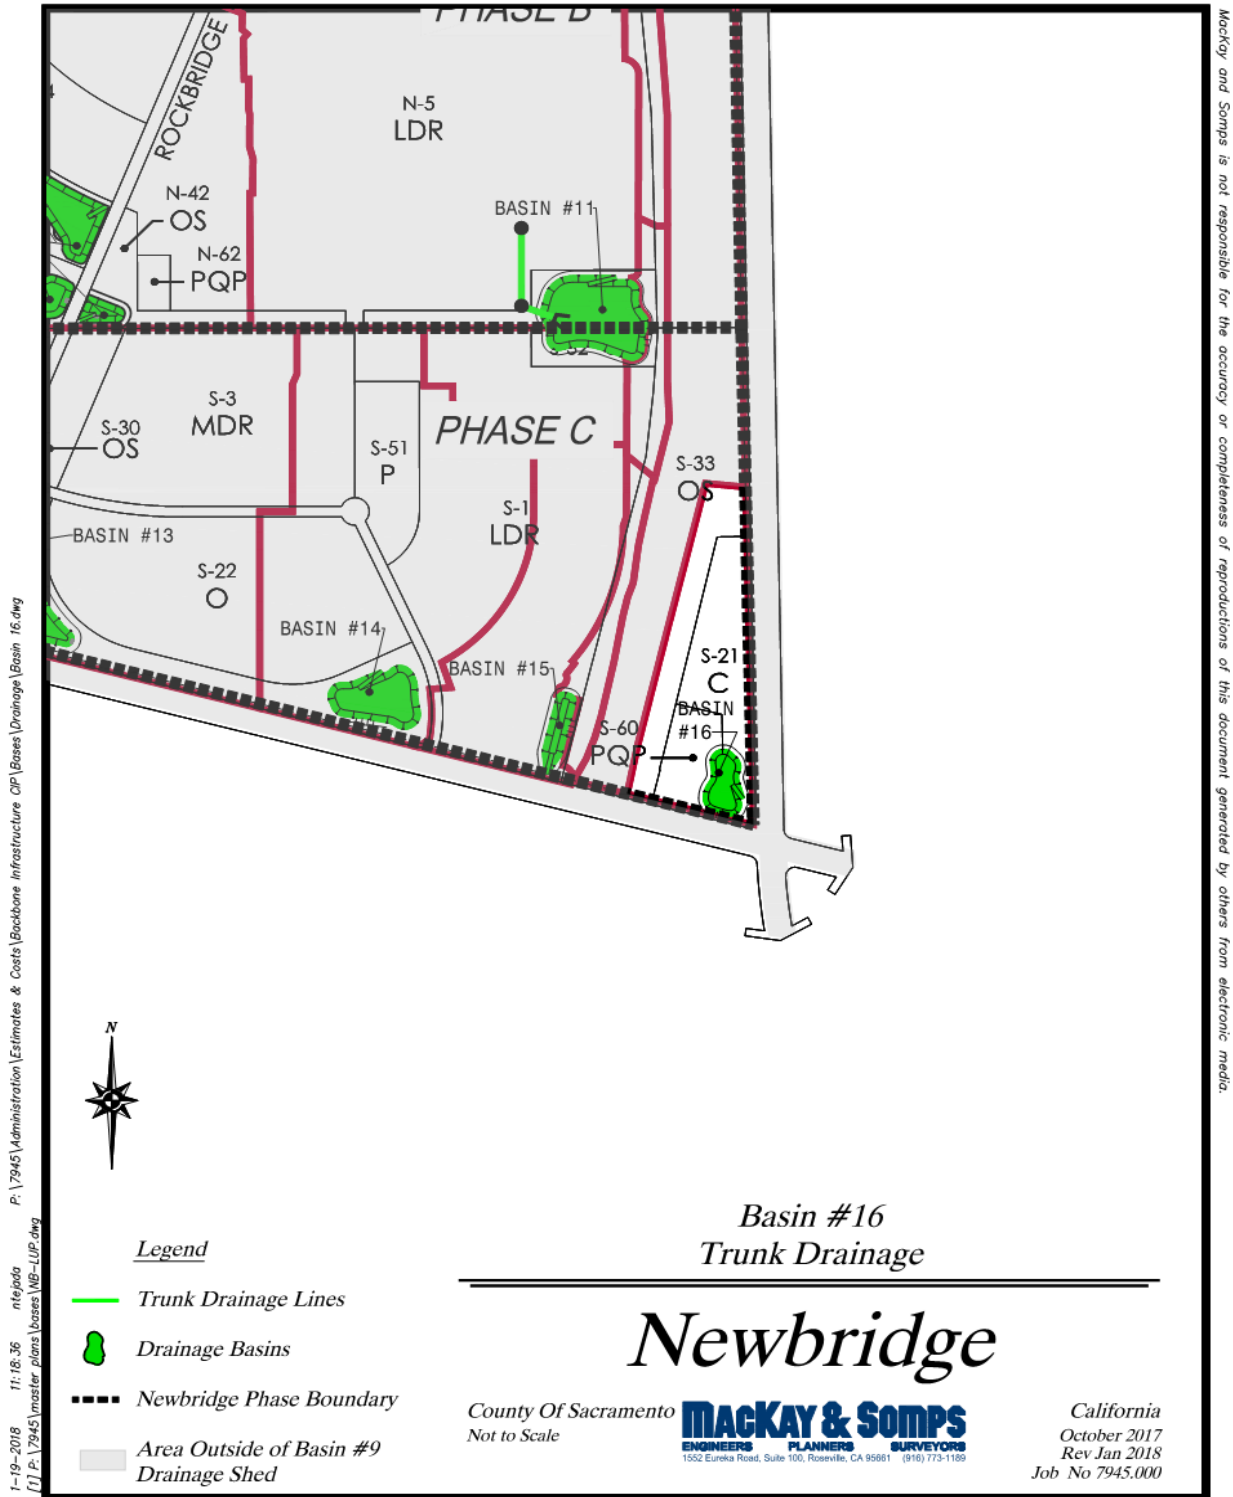 PHASE B
ROCKBRIDGE
N-5
LDR
N-42
OS
N-62
PQP
BASIN #11
S-3
MDR
S-30
OS
S-51
P
PHASE C
S-33
OS
S-1
LDR
BASIN #13
S-22
O
BASIN #14
BASIN #15
S-21
C
BASIN
#16
S-60
PQP
N
Legend
Trunk Drainage Lines
Drainage Basins
Newbridge Phase Boundary
Area Outside of Basin #9
Drainage Shed
Basin #16
Trunk Drainage
Newbridge
County Of Sacramento
Not to Scale
MACKAY & SOMPS
ENGINEERS PLANNERS SURVEYORS
1552 Eureka Road, Suite 100, Roseville, CA 95661 (916) 773-1189
California
October 2017
Rev Jan 2018
Job No 7945.000
MacKay and Somps is not responsible for the accuracy or completeness of reproductions of this document generated by others from electronic media.
1-19-2018 11:18:36 ntejada P:\7945\Administration\Estimates & Costs\Backbone Infrastructure CIP\Bases\Drainage\Basin 16.dwg
[1] P:\7945\master plans\bases\NB-LUP.dwg